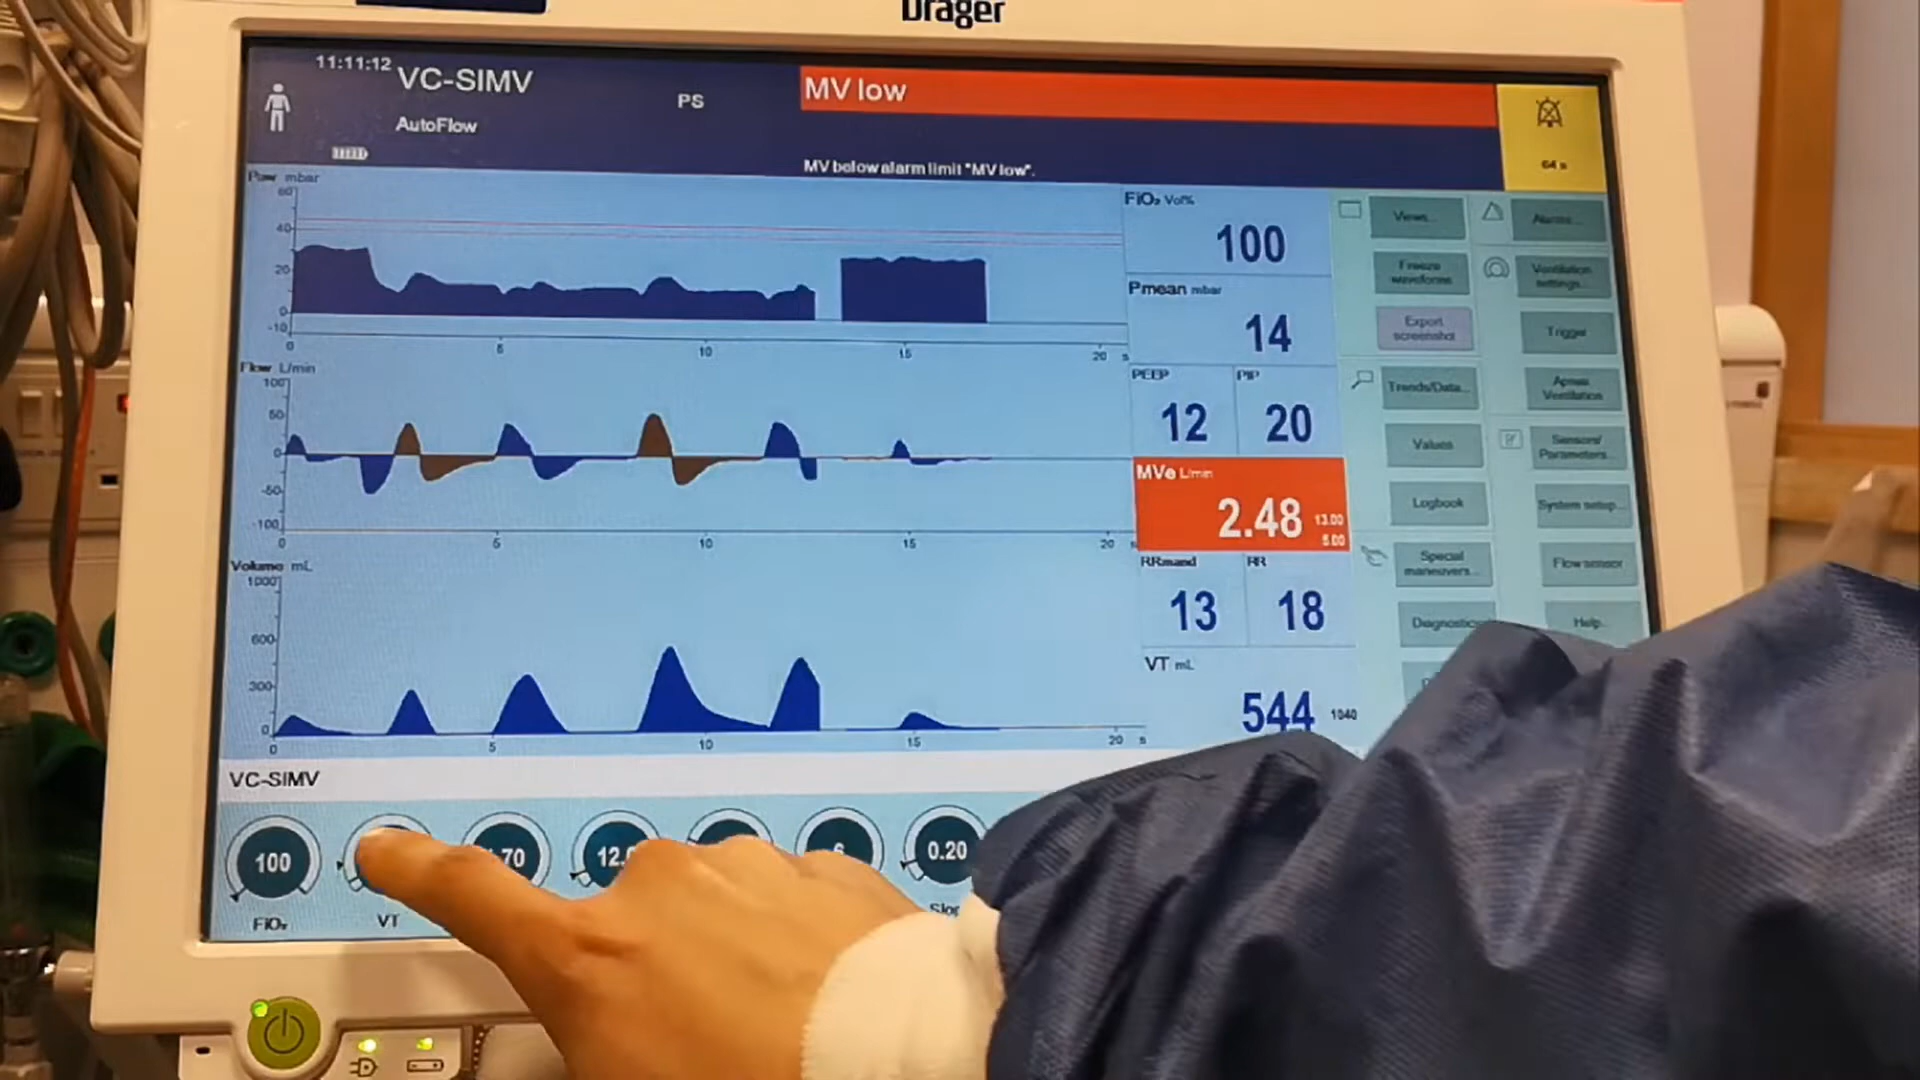 Dräger
11:11:12
VC-SIMV
PS
MV low
AutoFlow
64 s
MV below alarm limit "MV low".
Paw mbar
60
40
20
0
-10
0 5 10 15 20 s
Flow L/min
100
50
0
-50
-100
0 5 10 15 20 s
Volume mL
1000
600
300
0
0 5 10 15 20 s
FiO₂ Vol%
100
Pmean mbar
14
PEEP
12
PIP
20
MVe L/min
2.48
13.00
5.00
RRmand
13
RR
18
VT mL
544
1040
Views...
Alarms...
Freeze
waveforms
Ventilation
settings...
Export
screenshot
Trigger
Trends/Data...
Apnea
Ventilation
Values
Sensors/
Parameters...
Logbook
System setup...
Special
maneuvers...
Flow sensor
Diagnostics
Help
VC-SIMV
100
.70
12.
6
0.20
FiO₂
VT
Slop